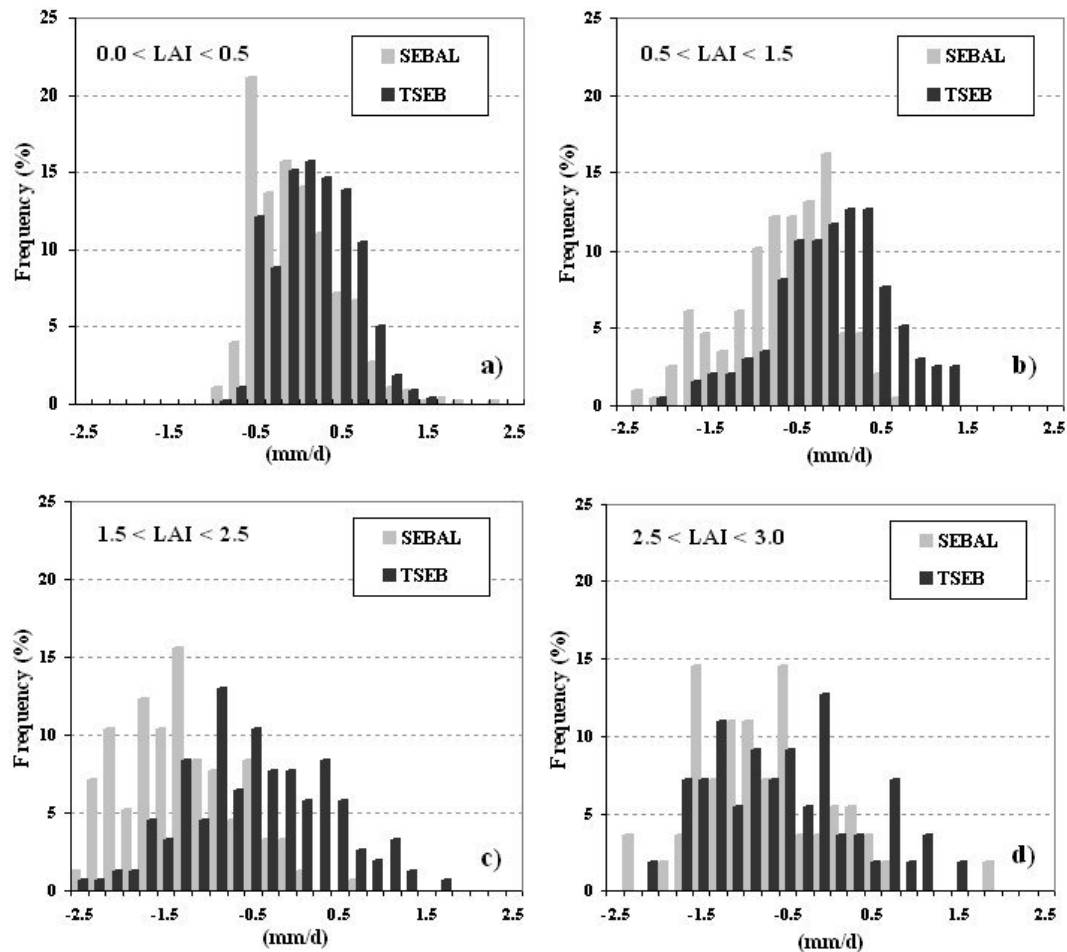 25
20
15
10
5
0
Frequency (%)
0.0 < LAI < 0.5
SEBAL
TSEB
a)
-2.5 -1.5 -0.5 0.5 1.5 2.5
(mm/d)
25
20
15
10
5
0
Frequency (%)
0.5 < LAI < 1.5
SEBAL
TSEB
b)
-2.5 -1.5 -0.5 0.5 1.5 2.5
(mm/d)
25
20
15
10
5
0
Frequency (%)
1.5 < LAI < 2.5
SEBAL
TSEB
c)
-2.5 -1.5 -0.5 0.5 1.5 2.5
(mm/d)
25
20
15
10
5
0
Frequency (%)
2.5 < LAI < 3.0
SEBAL
TSEB
d)
-2.5 -1.5 -0.5 0.5 1.5 2.5
(mm/d)